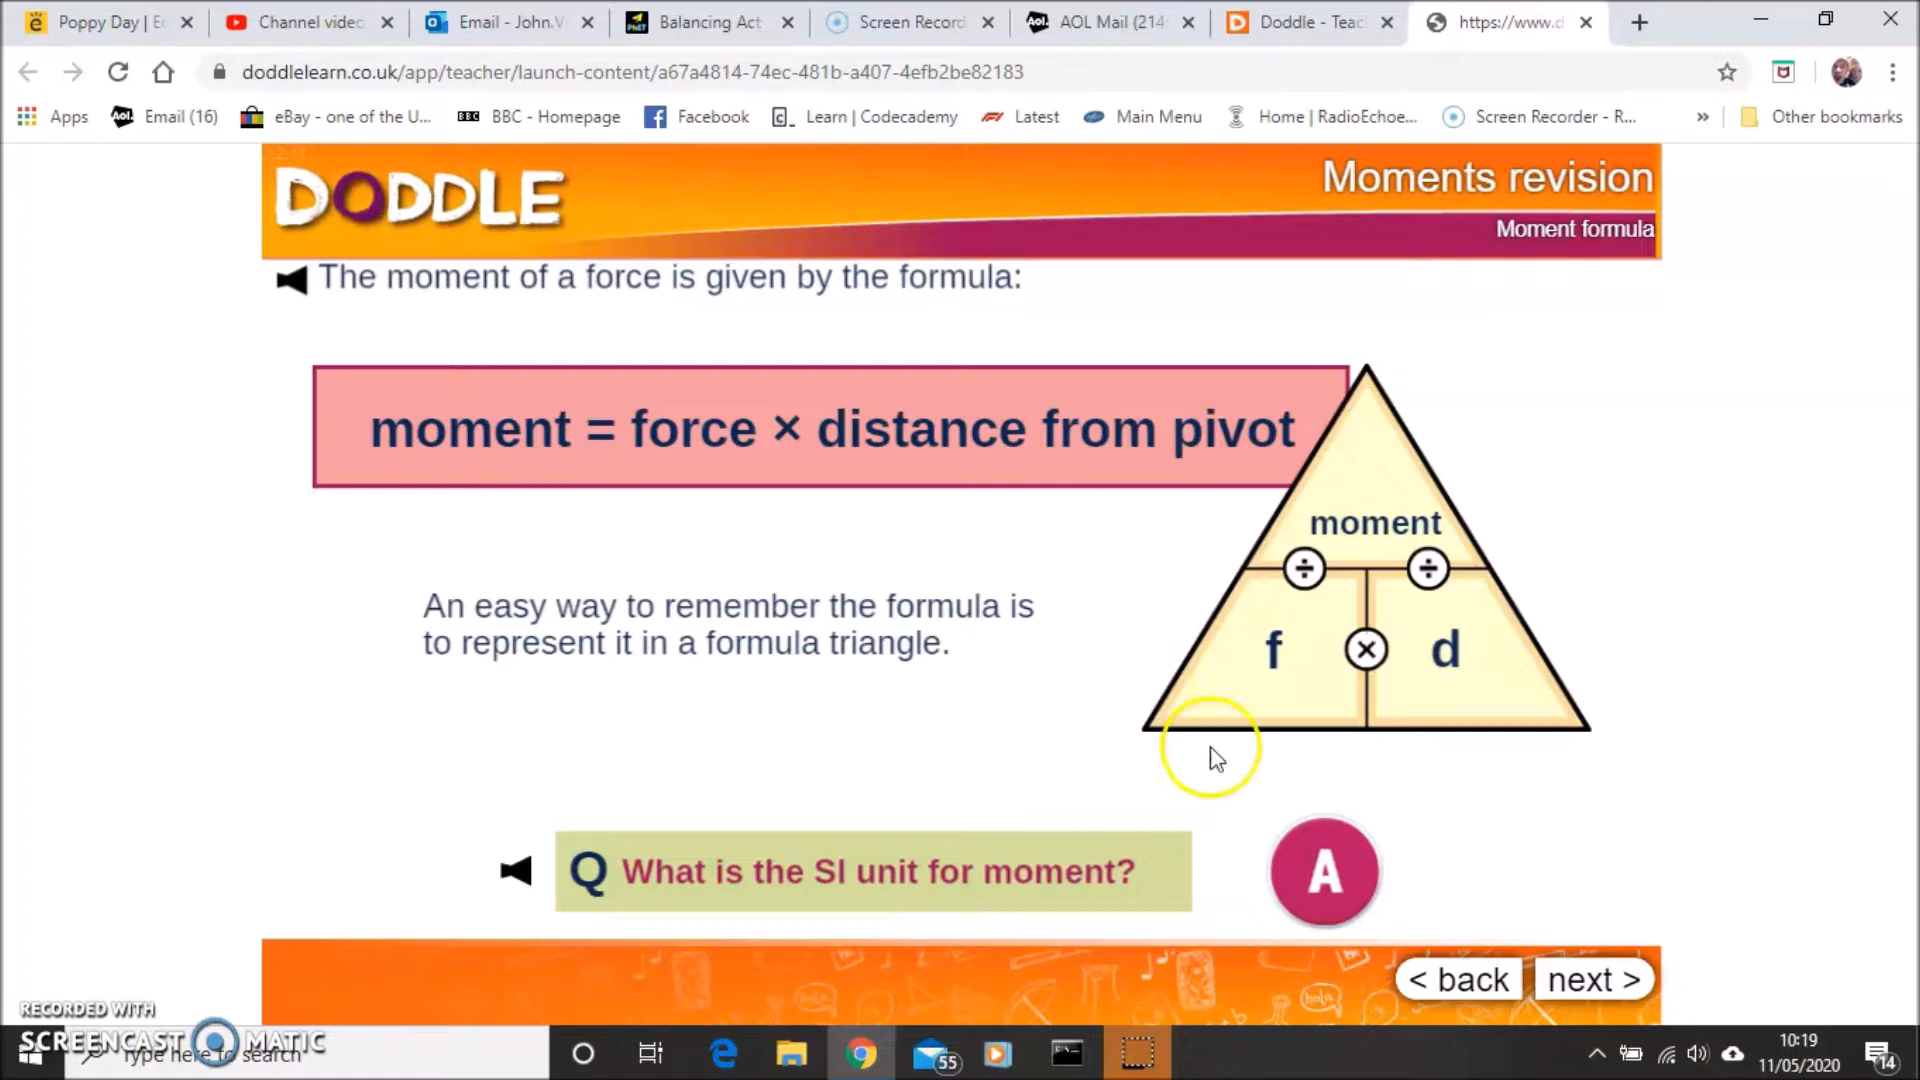 Poppy Day | Ec
Channel video
Email - John.V
Balancing Act
Screen Record
AOL Mail (214
Doddle - Teac
https://www.d
doddlelearn.co.uk/app/teacher/launch-content/a67a4814-74ec-481b-a407-4efb2be82183
Apps
Aol.
Email (16)
eBay - one of the U...
BBC
BBC - Homepage
Facebook
Learn | Codecademy
Latest
Main Menu
Home | RadioEchoe...
Screen Recorder - R...
»
Other bookmarks
DODDLE
Moments revision
Moment formula
The moment of a force is given by the formula:
moment = force × distance from pivot
moment
÷ ÷
f × d
An easy way to remember the formula is
to represent it in a formula triangle.
Q What is the SI unit for moment?
A
< back
next >
RECORDED WITH
SCREENCAST MATIC
Type here to search
55
10:19
11/05/2020
14